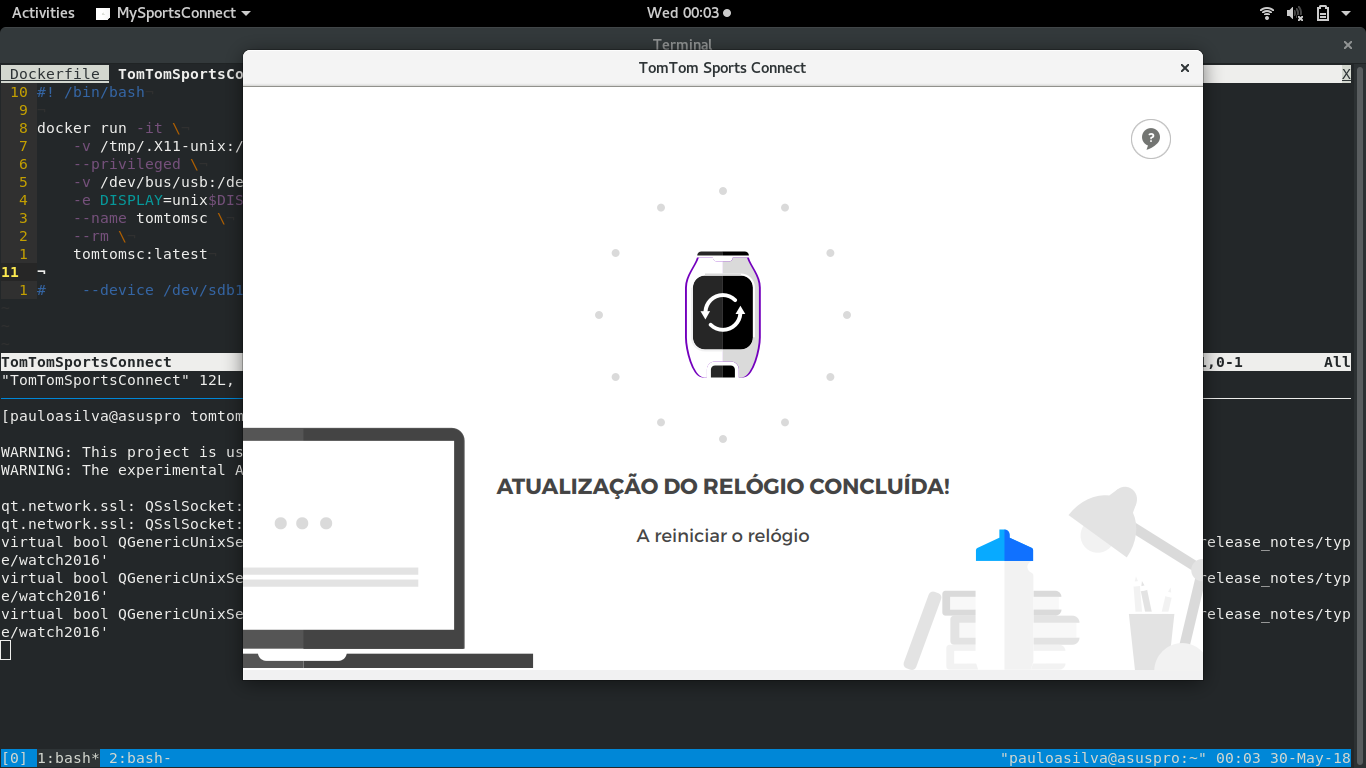 Activities MySportsConnect Wed 00:03
Terminal
Dockerfile TomTomSportsCo X
TomTom Sports Connect
10 #! /bin/bash¬
9 ¬
8 docker run -it \¬
7 -v /tmp/.X11-unix:/
6 --privileged \¬
5 -v /dev/bus/usb:/de
4 -e DISPLAY=unix$DIS
3 --name tomtomsc \¬
2 --rm \¬
1 tomtomsc:latest¬
11 ¬
1 # --device /dev/sdb1
~
~
~
TomTomSportsConnect 1,0-1 All
"TomTomSportsConnect" 12L,
[pauloasilva@asuspro tomtom
WARNING: This project is us
WARNING: The experimental A
qt.network.ssl: QSslSocket:
qt.network.ssl: QSslSocket:
virtual bool QGenericUnixSe release_notes/typ
e/watch2016'
virtual bool QGenericUnixSe release_notes/typ
e/watch2016'
virtual bool QGenericUnixSe release_notes/typ
e/watch2016'
?
ATUALIZAÇÃO DO RELÓGIO CONCLUÍDA!
A reiniciar o relógio
[0] 1:bash* 2:bash- "pauloasilva@asuspro:~" 00:03 30-May-18